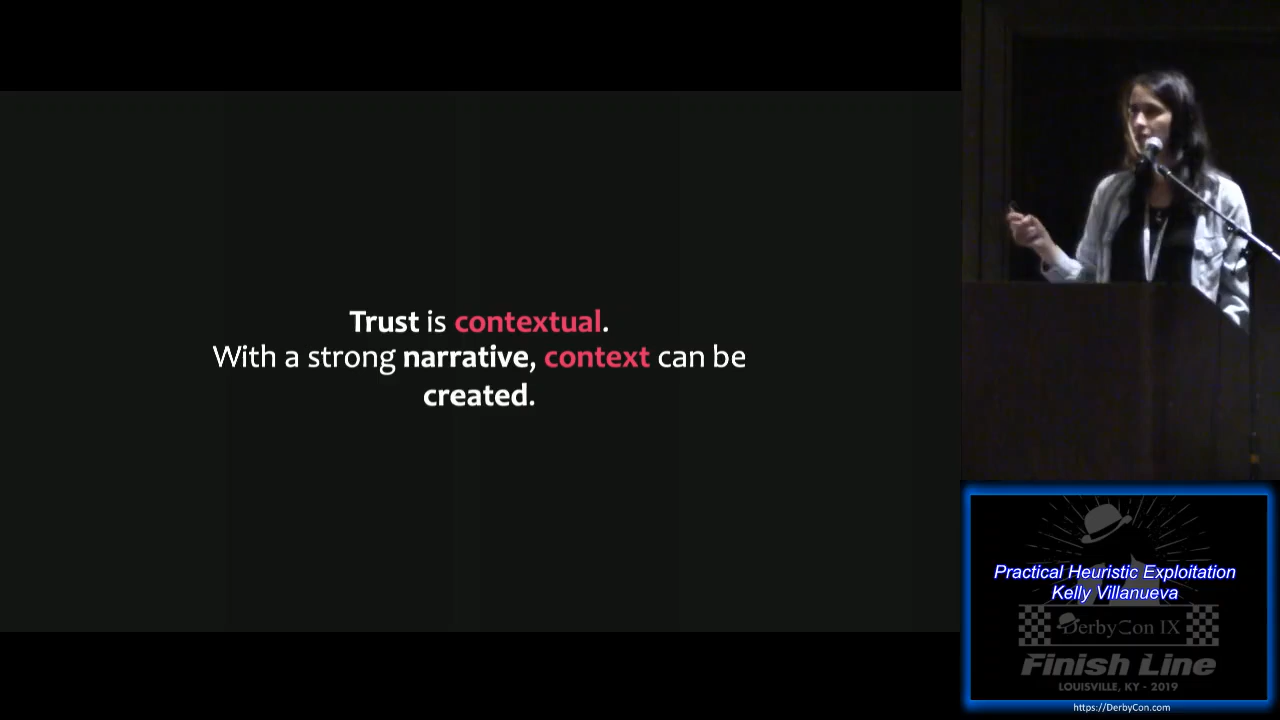 Trust is contextual.
With a strong narrative, context can be
created.
Practical Heuristic Exploitation
Kelly Villanueva
DerbyCon IX
Finish Line
LOUISVILLE, KY - 2019
https://DerbyCon.com